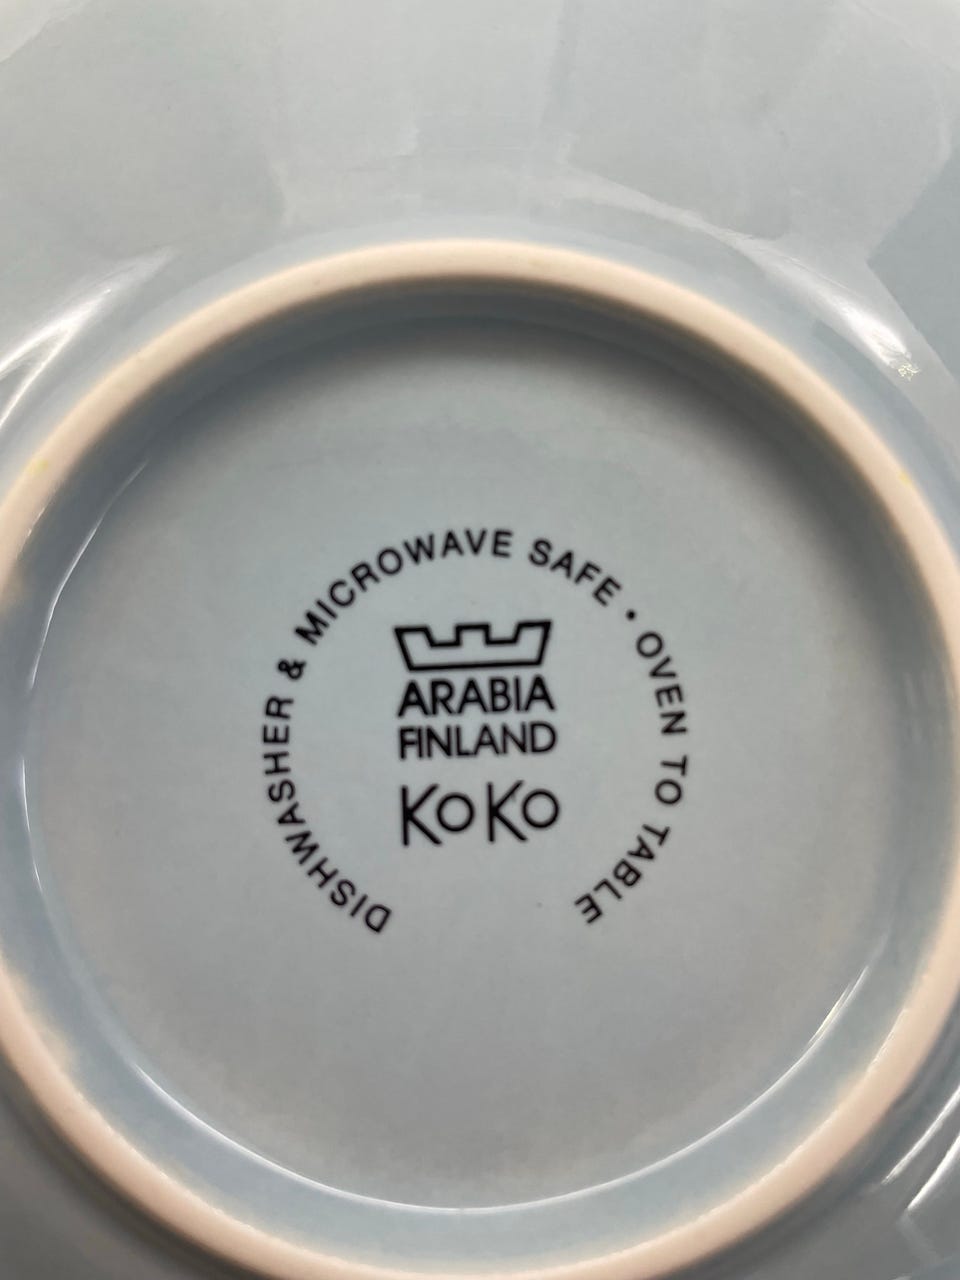 DISHWASHER & MICROWAVE SAFE • OVEN TO TABLE
ARABIA
FINLAND
KoKo